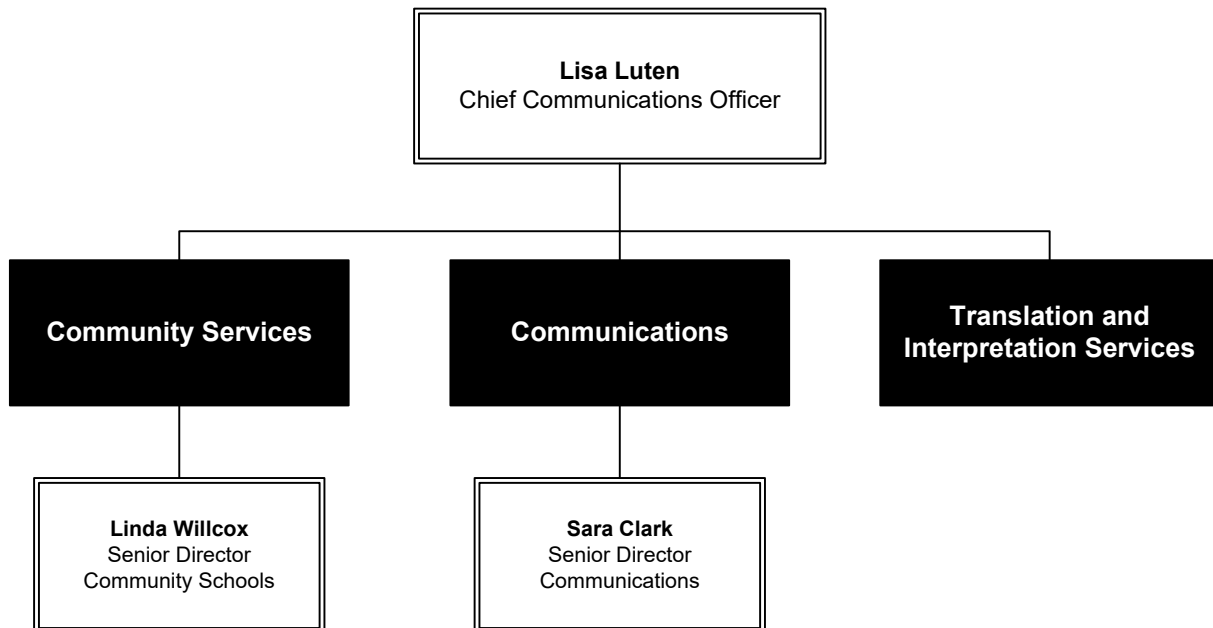 Lisa Luten
Chief Communications Officer
Community Services
Communications
Translation and
Interpretation Services
Linda Willcox
Senior Director
Community Schools
Sara Clark
Senior Director
Communications